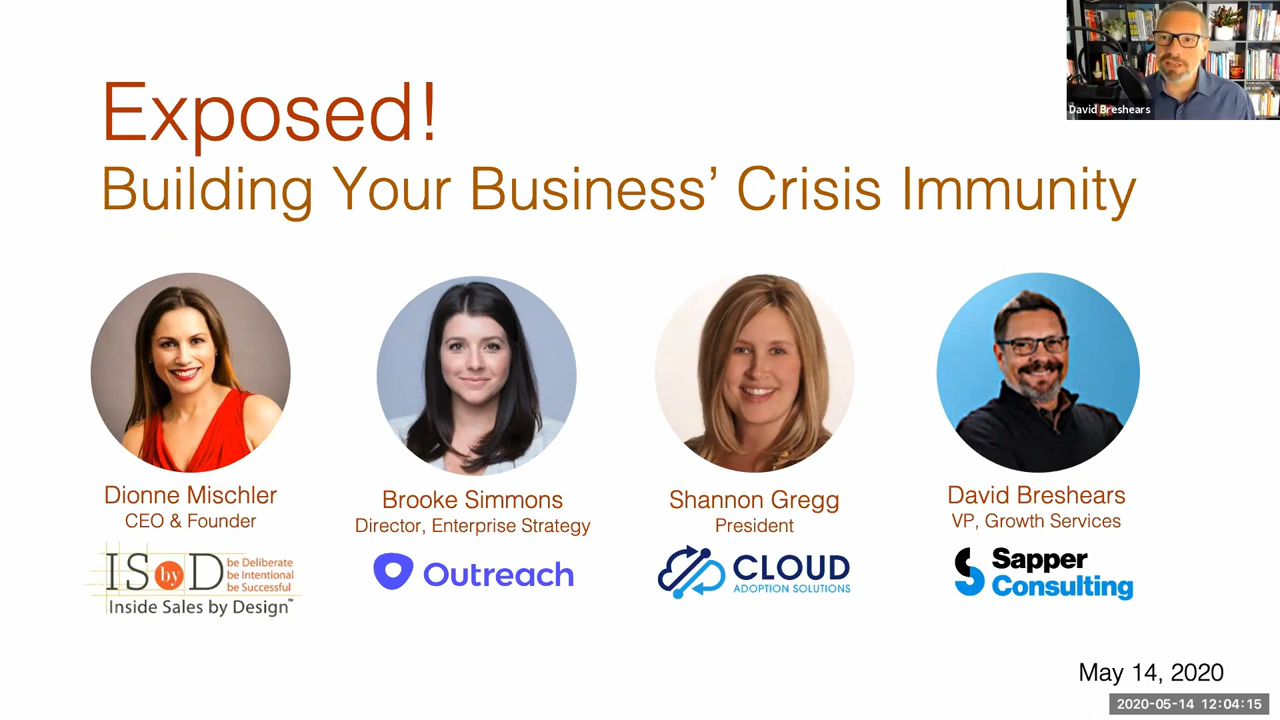 David Breshears
Exposed!
Building Your Business’ Crisis Immunity
Dionne Mischler
CEO & Founder
IS by D
be Deliberate
be Intentional
be Successful
Inside Sales by Design™
Brooke Simmons
Director, Enterprise Strategy
Outreach
Shannon Gregg
President
CLOUD
ADOPTION SOLUTIONS
David Breshears
VP, Growth Services
Sapper
Consulting
May 14, 2020
2020-05-14 12:04:15